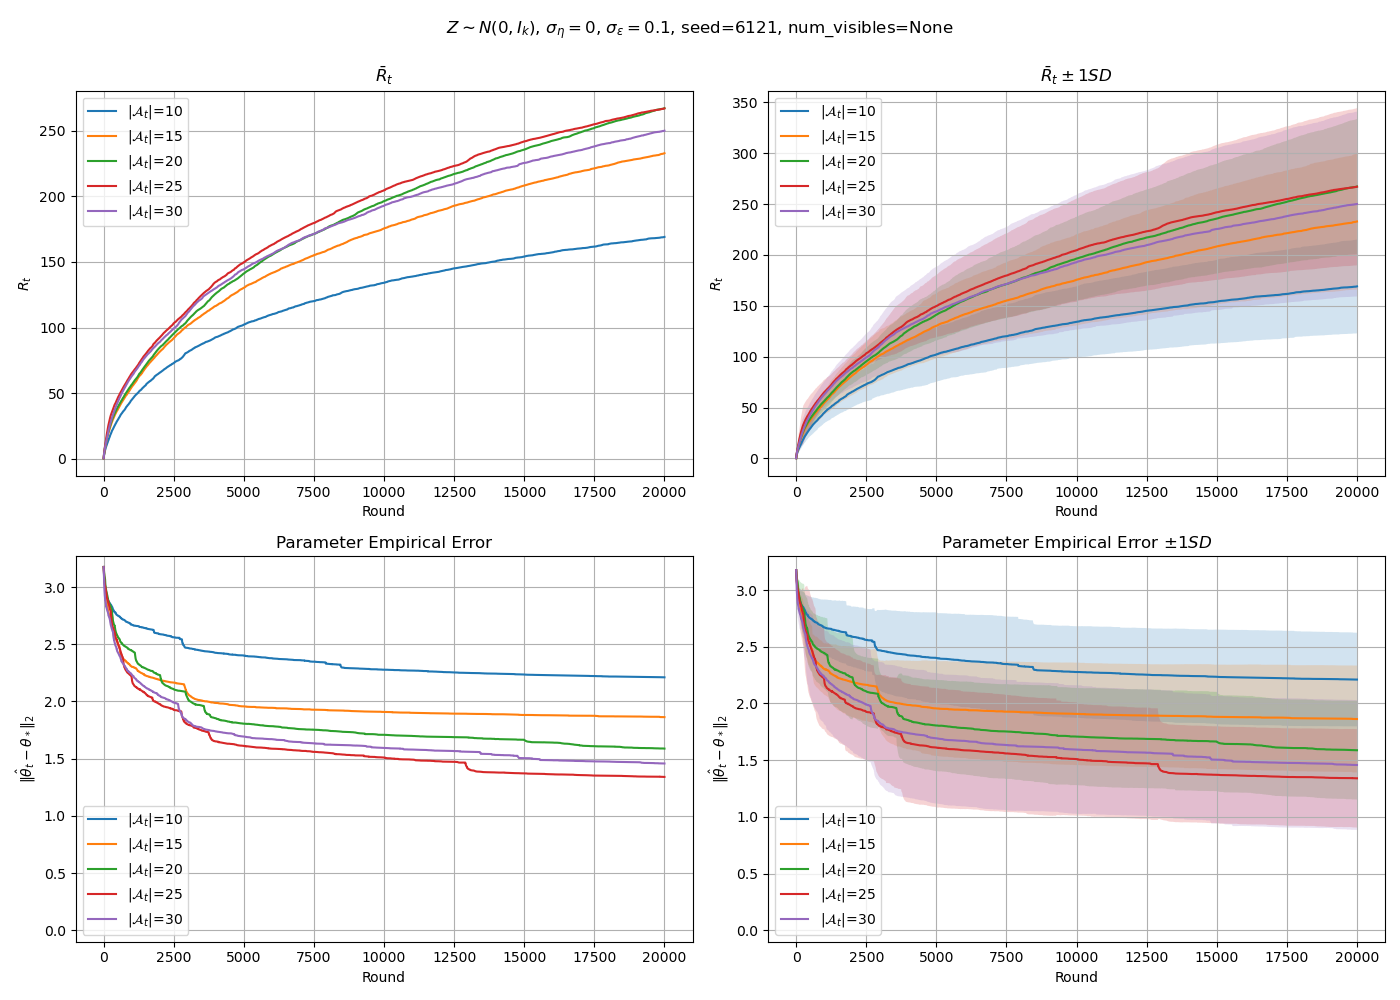 Z ∼ N(0, I_k), σ_η = 0, σ_ε = 0.1, seed=6121, num_visibles=None
R̄_t
R_t
250
200
150
100
50
0
|𝒜_t|=10
|𝒜_t|=15
|𝒜_t|=20
|𝒜_t|=25
|𝒜_t|=30
0 2500 5000 7500 10000 12500 15000 17500 20000
Round
R̄_t ± 1SD
R_t
350
300
250
200
150
100
50
0
|𝒜_t|=10
|𝒜_t|=15
|𝒜_t|=20
|𝒜_t|=25
|𝒜_t|=30
0 2500 5000 7500 10000 12500 15000 17500 20000
Round
Parameter Empirical Error
‖θ̂_t − θ_*‖_2
3.0
2.5
2.0
1.5
1.0
0.5
0.0
|𝒜_t|=10
|𝒜_t|=15
|𝒜_t|=20
|𝒜_t|=25
|𝒜_t|=30
0 2500 5000 7500 10000 12500 15000 17500 20000
Round
Parameter Empirical Error ±1SD
‖θ̂_t − θ_*‖_2
3.0
2.5
2.0
1.5
1.0
0.5
0.0
|𝒜_t|=10
|𝒜_t|=15
|𝒜_t|=20
|𝒜_t|=25
|𝒜_t|=30
0 2500 5000 7500 10000 12500 15000 17500 20000
Round